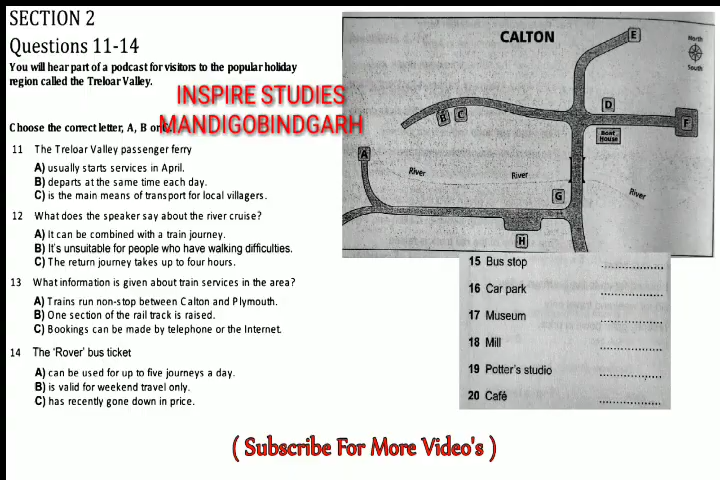 SECTION 2
Questions 11-14
You will hear part of a podcast for visitors to the popular holiday
region called the Treloar Valley.
INSPIRE STUDIES
MANDIGOBINDGARH
Choose the correct letter, A, B or
11 The Treloar Valley passenger ferry
A) usually starts services in April.
B) departs at the same time each day.
C) is the main means of transport for local villagers.
12 What does the speaker say about the river cruise?
A) It can be combined with a train journey.
B) It's unsuitable for people who have walking difficulties.
C) The return journey takes up to four hours.
13 What information is given about train services in the area?
A) Trains run non-stop between Calton and Plymouth.
B) One section of the rail track is raised.
C) Bookings can be made by telephone or the Internet.
14 The 'Rover' bus ticket
A) can be used for up to five journeys a day.
B) is valid for weekend travel only.
C) has recently gone down in price.
CALTON
North
South
E
B
C
D
F
Boat
House
A
River
River
River
G
H
15 Bus stop ....................
16 Car park ....................
17 Museum ....................
18 Mill ....................
19 Potter's studio ....................
20 Café ....................
( Subscribe For More Video's )